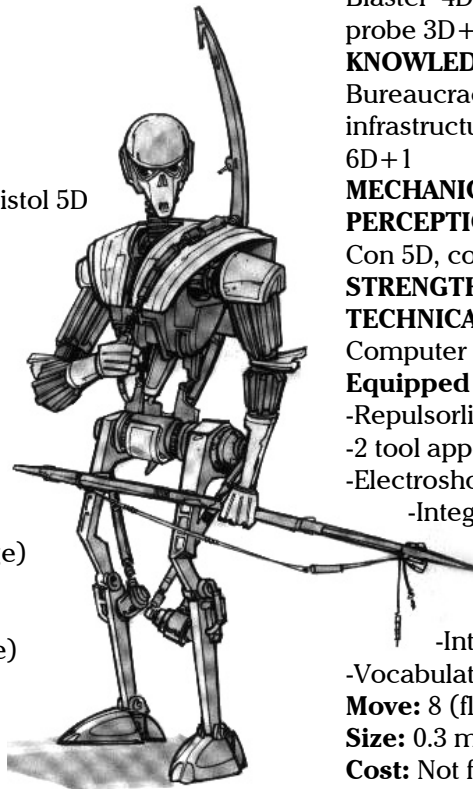 istol 5D
e)
e)
Blaster 4D
probe 3D+
KNOWLED
Bureaucra
infrastructu
6D+1
MECHANIC
PERCEPTIO
Con 5D, co
STRENGTH
TECHNICA
Computer
Equipped
-Repulsorli
-2 tool app
-Electrosho
-Integ
-Int
-Vocabulat
Move: 8 (fl
Size: 0.3 m
Cost: Not f